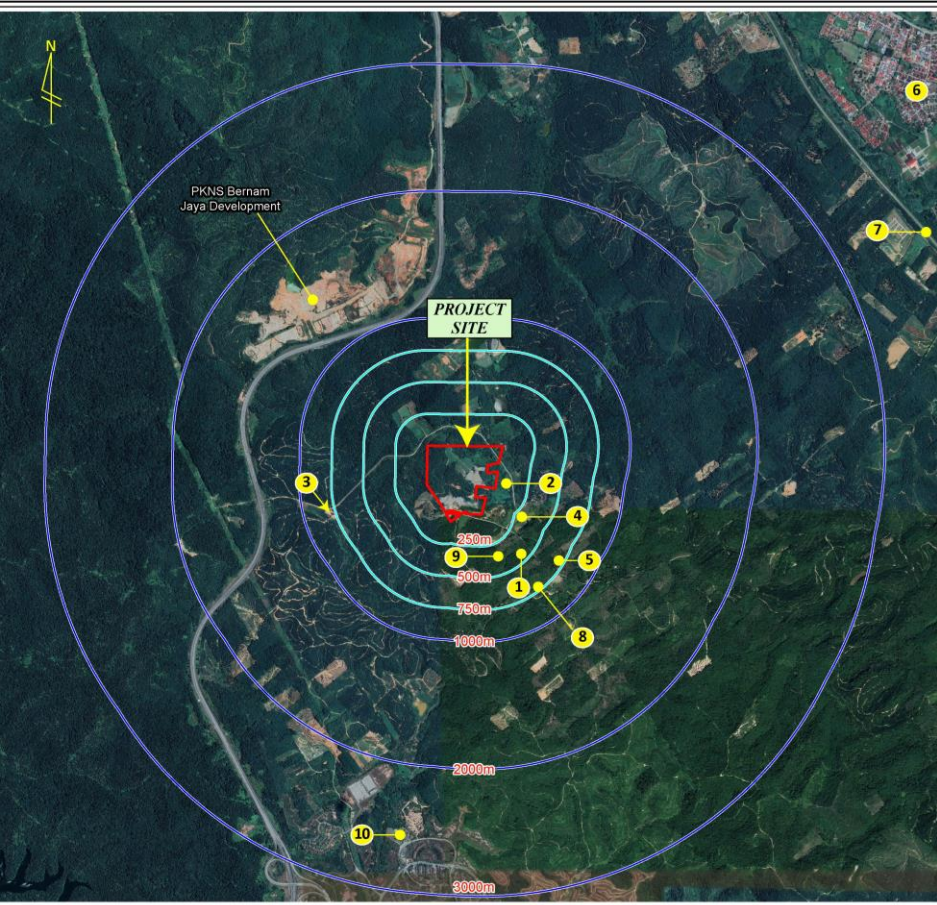 N
6
PKNS Bernam
Jaya Development
7
PROJECT
SITE
3
2
4
250m
9
5
500m
1
750m
8
1000m
2000m
10
3000m